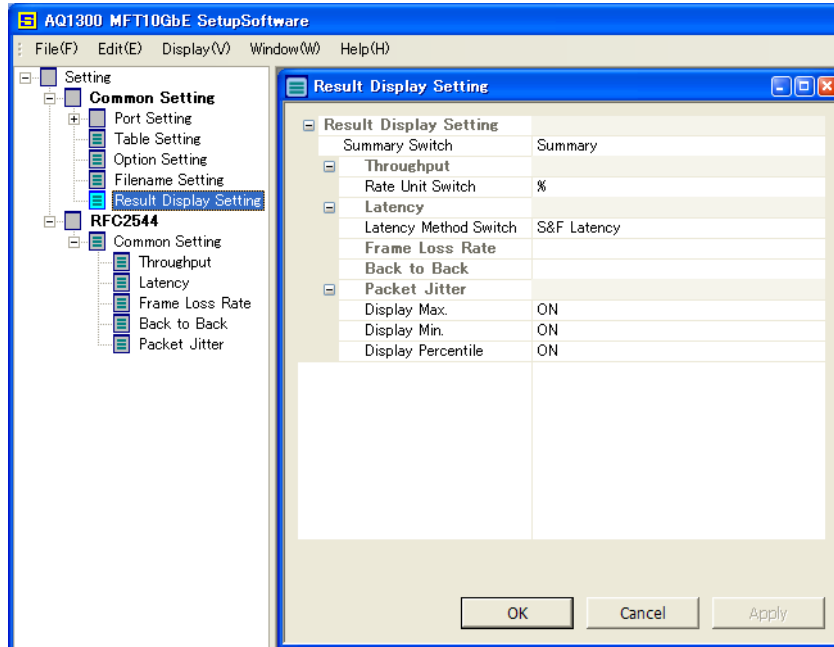 AQ1300 MFT10GbE SetupSoftware
File(F) Edit(E) Display(V) Window(W) Help(H)
Setting
Common Setting
Port Setting
Table Setting
Option Setting
Filename Setting
Result Display Setting
RFC2544
Common Setting
Throughput
Latency
Frame Loss Rate
Back to Back
Packet Jitter
Result Display Setting
Result Display Setting
Summary Switch Summary
Throughput
Rate Unit Switch %
Latency
Latency Method Switch S&F Latency
Frame Loss Rate
Back to Back
Packet Jitter
Display Max. ON
Display Min. ON
Display Percentile ON
OK Cancel Apply